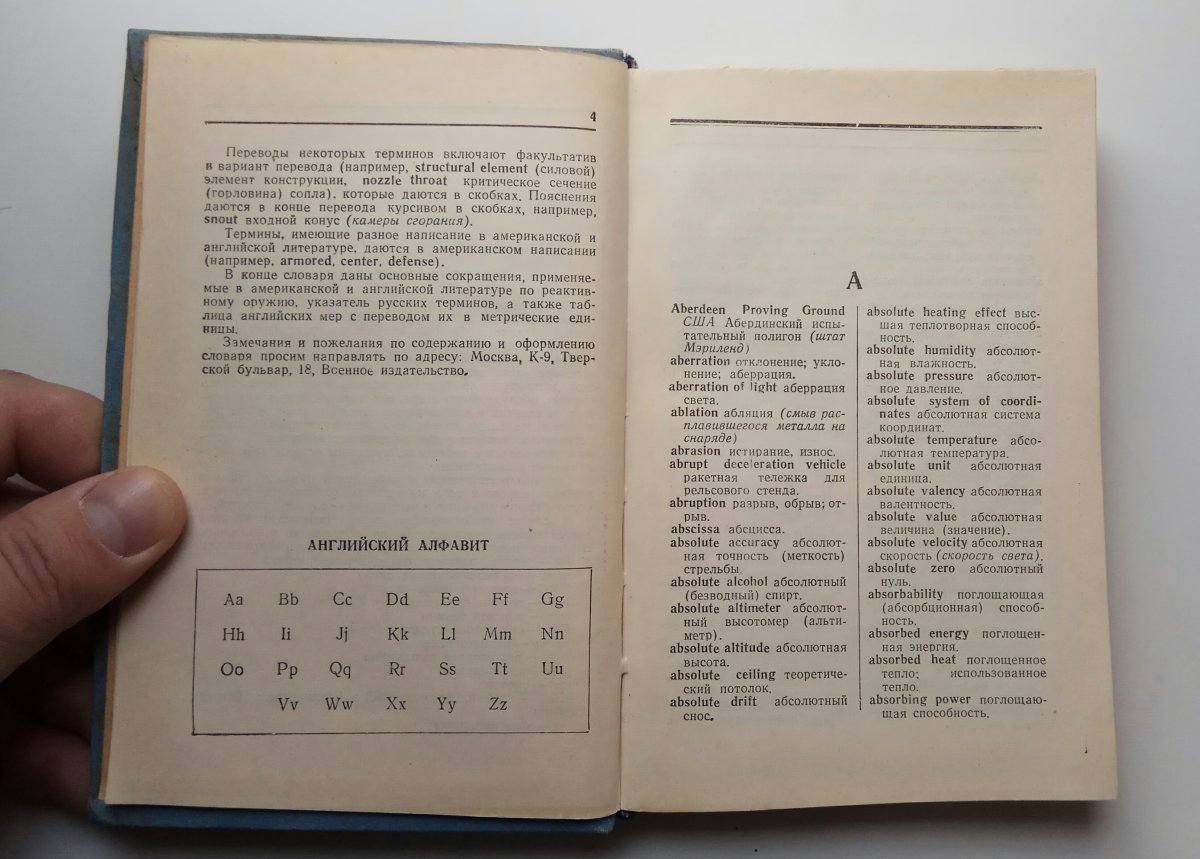 4
Переводы некоторых терминов включают факультатив
в вариант перевода (например, structural element (силовой)
элемент конструкции, nozzle throat критическое сечение
(горловина) сопла), которые даются в скобках. Пояснения
даются в конце перевода курсивом в скобках, например,
snout входной конус (камеры сгорания).
Термины, имеющие разное написание в американской и
английской литературе, даются в американском написании
(например, armored, center, defense).
В конце словаря даны основные сокращения, применяе-
мые в американской и английской литературе по реактив-
ному оружию, указатель русских терминов, а также таб-
лица английских мер с переводом их в метрические еди-
ницы.
Замечания и пожелания по содержанию и оформлению
словаря просим направлять по адресу: Москва, К-9, Твер-
ской бульвар, 18, Военное издательство.
АНГЛИЙСКИЙ АЛФАВИТ
Aa Bb Cc Dd Ee Ff Gg
Hh Ii Jj Kk Ll Mm Nn
Oo Pp Qq Rr Ss Tt Uu
Vv Ww Xx Yy Zz
A
Aberdeen Proving Ground
США Абердинский испы-
тательный полигон (штат
Мэриленд)
aberration отклонение; укло-
нение; аберрация.
aberration of light аберрация
света.
ablation абляция (смыв рас-
плавившегося металла на
снаряде)
abrasion истирание, износ.
abrupt deceleration vehicle
ракетная тележка для
рельсового стенда.
abruption разрыв, обрыв; от-
рыв.
abscissa абсцисса.
absolute accuracy абсолют-
ная точность (меткость)
стрельбы
absolute alcohol абсолютный
(безводный) спирт.
absolute altimeter абсолют-
ный высотомер (альти-
метр).
absolute altitude абсолютная
высота.
absolute ceiling теоретиче-
ский потолок.
absolute drift абсолютный
снос.
absolute heating effect выс-
шая теплотворная способ-
ность.
absolute humidity абсолют-
ная влажность.
absolute pressure абсолют-
ное давление.
absolute system of coordi-
nates абсолютная система
координат.
absolute temperature абсо-
лютная температура.
absolute unit абсолютная
единица.
absolute valency абсолютная
валентность.
absolute value абсолютная
величина (значение).
absolute velocity абсолютная
скорость (скорость света).
absolute zero абсолютный
нуль.
absorbability поглощающая
(абсорбционная) способ-
ность.
absorbed energy поглощен-
ная энергия.
absorbed heat поглощенное
тепло; использованное
тепло.
absorbing power поглощаю-
щая способность.